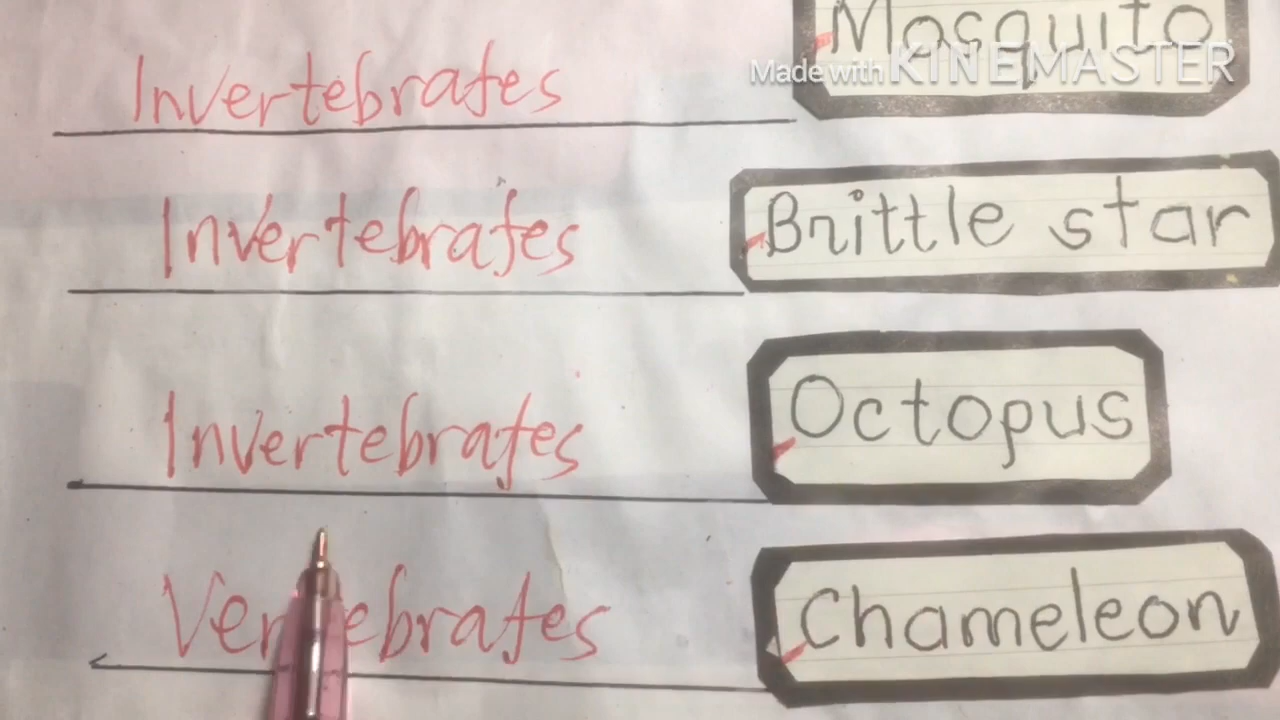 Invertebrates Mosquito
Made with KINEMASTER
Invertebrates Brittle star
Invertebrates Octopus
Vertebrates Chameleon